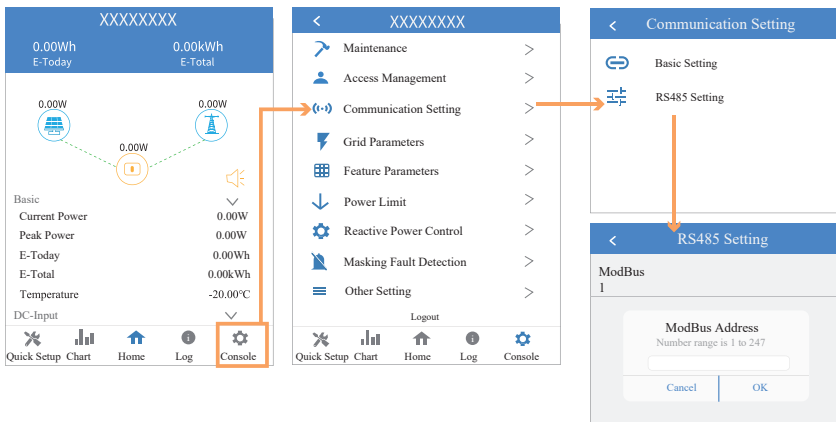 XXXXXXXX
0.00Wh
E-Today
0.00kWh
E-Total
0.00W
0.00W
0.00W
Basic
Current Power 0.00W
Peak Power 0.00W
E-Today 0.00Wh
E-Total 0.00kWh
Temperature -20.00℃
DC-Input
Quick Setup Chart Home Log Console
XXXXXXXX
Maintenance
Access Management
Communication Setting
Grid Parameters
Feature Parameters
Power Limit
Reactive Power Control
Masking Fault Detection
Other Setting
Logout
Quick Setup Chart Home Log Console
Communication Setting
Basic Setting
RS485 Setting
RS485 Setting
ModBus
1
ModBus Address
Number range is 1 to 247
Cancel OK